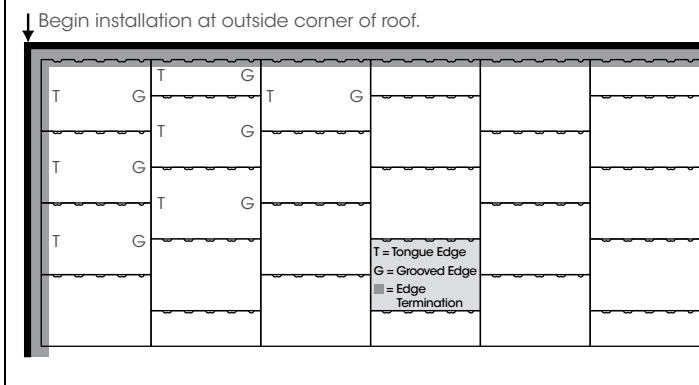 Begin installation at outside corner of roof.
T G
T G
T G
T G
T G
T G
T G
T = Tongue Edge
G = Grooved Edge
= Edge
Termination